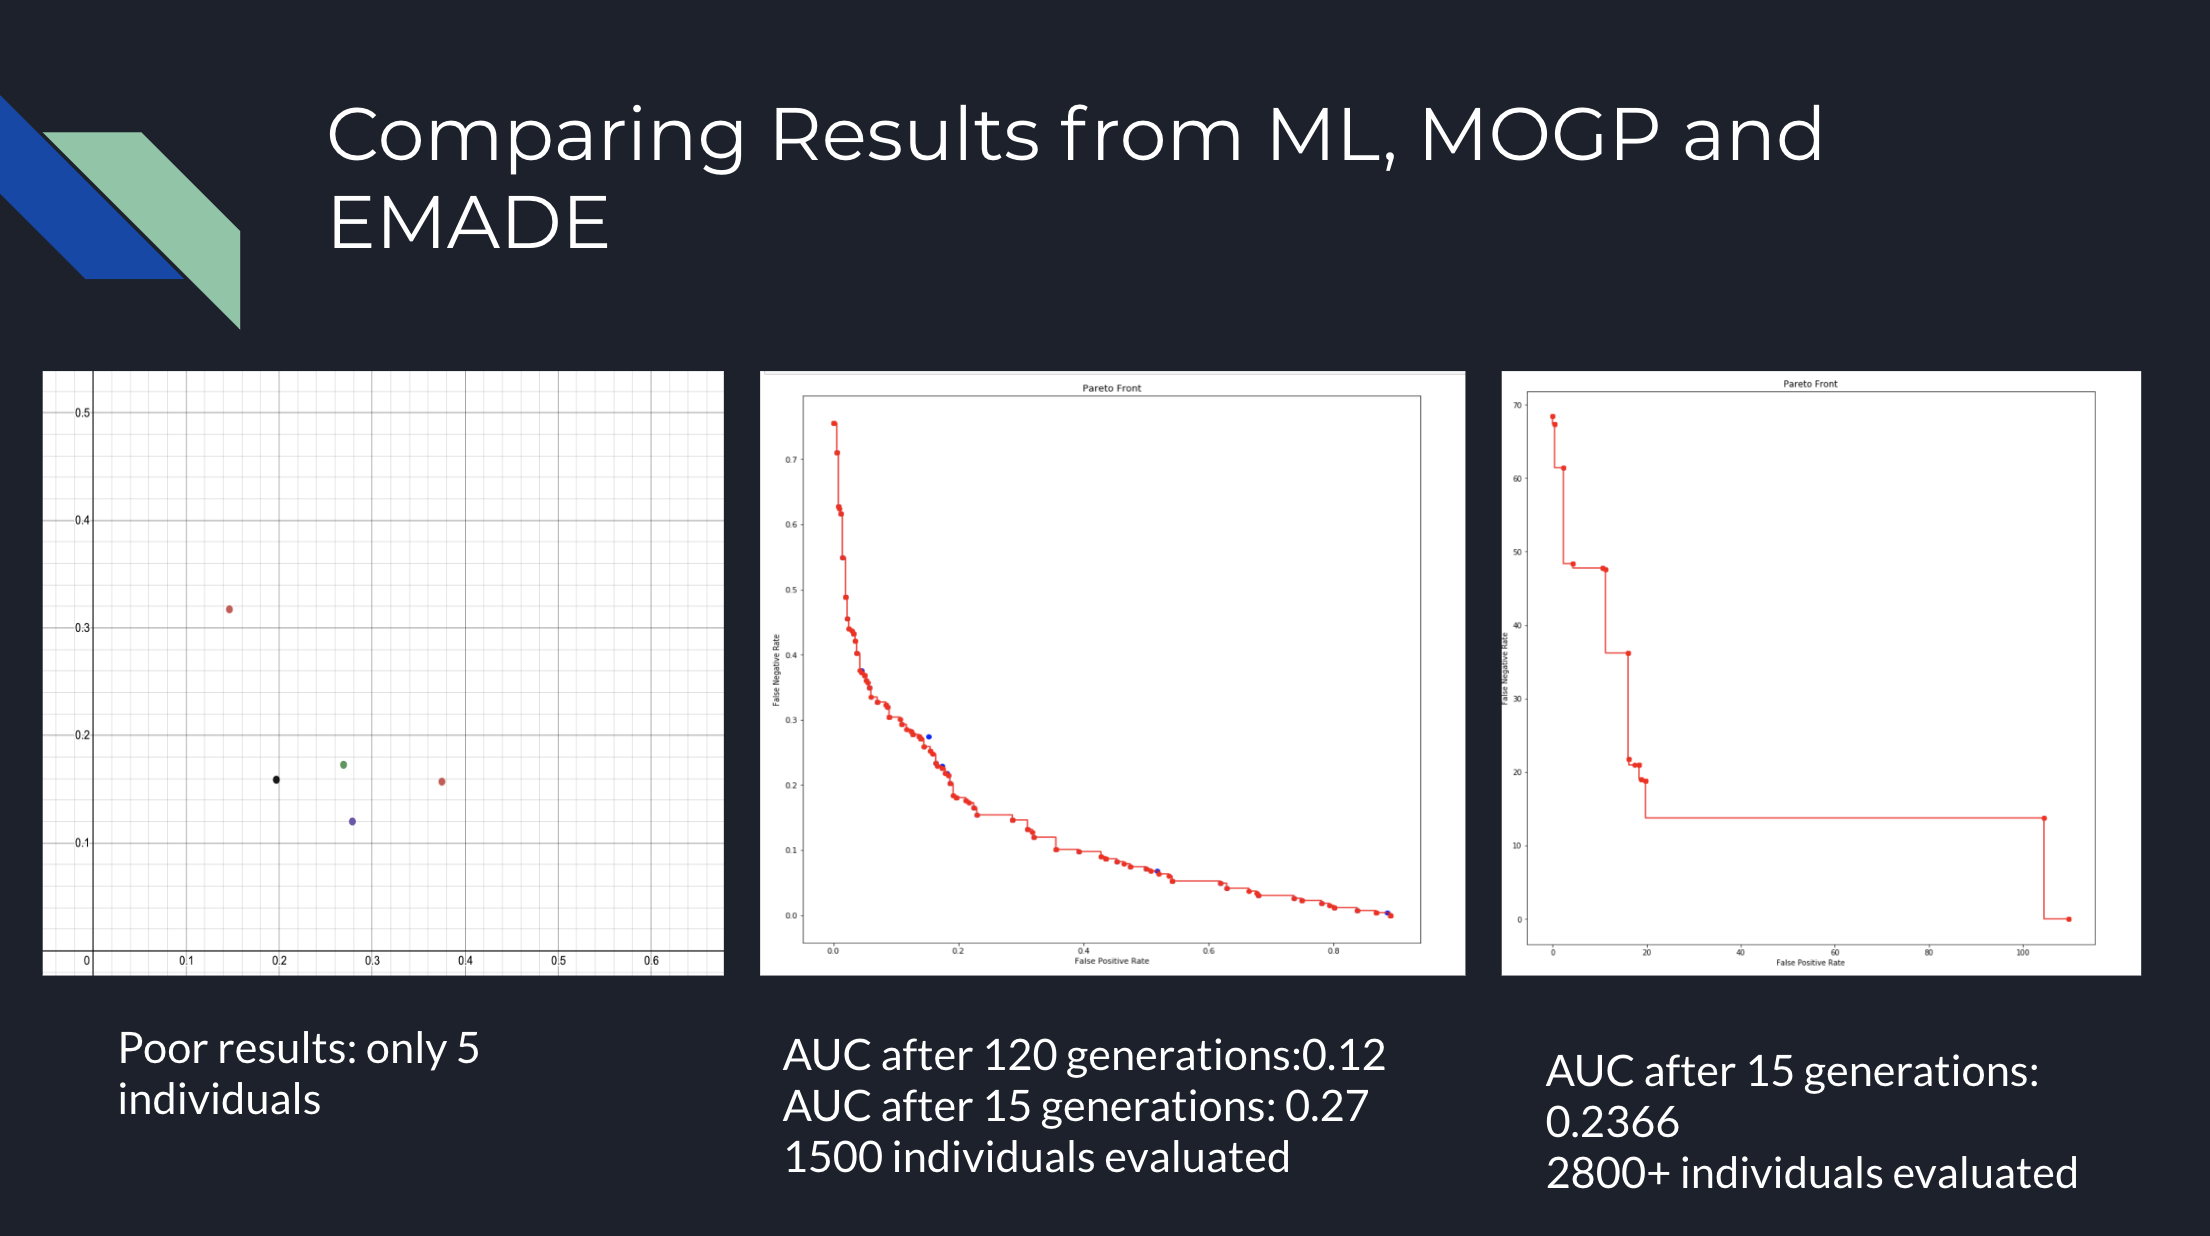 Comparing Results from ML, MOGP and
EMADE
0.5
0.4
0.3
0.2
0.1
0
0.1
0.2
0.3
0.4
0.5
0.6
Pareto Front
0.7
0.6
0.5
0.4
0.3
0.2
0.1
0.0
False Negative Rate
0.0
0.2
0.4
0.6
0.8
False Positive Rate
Pareto Front
70
60
50
40
30
20
10
0
False Negative Rate
0
20
40
60
80
100
False Positive Rate
Poor results: only 5
individuals
AUC after 120 generations:0.12
AUC after 15 generations: 0.27
1500 individuals evaluated
AUC after 15 generations:
0.2366
2800+ individuals evaluated